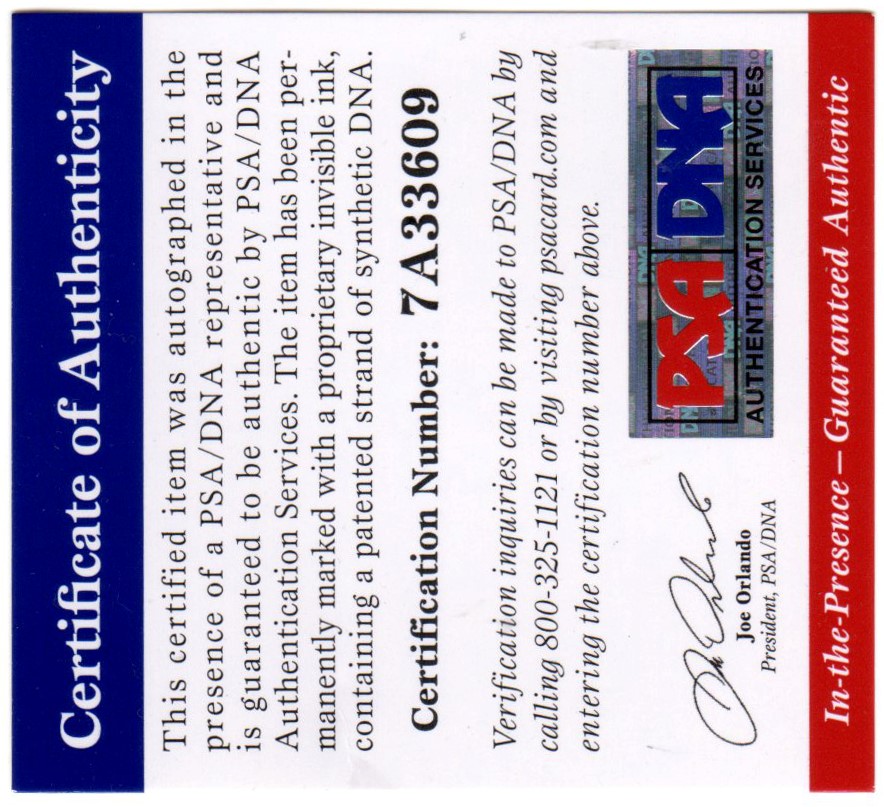 Certificate of Authenticity
This certified item was autographed in the
presence of a PSA/DNA representative and
is guaranteed to be authentic by PSA/DNA
Authentication Services. The item has been per-
manently marked with a proprietary invisible ink,
containing a patented strand of synthetic DNA.
Certification Number: 7A33609
Verification inquiries can be made to PSA/DNA by
calling 800-325-1121 or by visiting psacard.com and
entering the certification number above.
Joe Orlando
President, PSA/DNA
PSA DNA
AUTHENTICATION SERVICES
In-the-Presence – Guaranteed Authentic